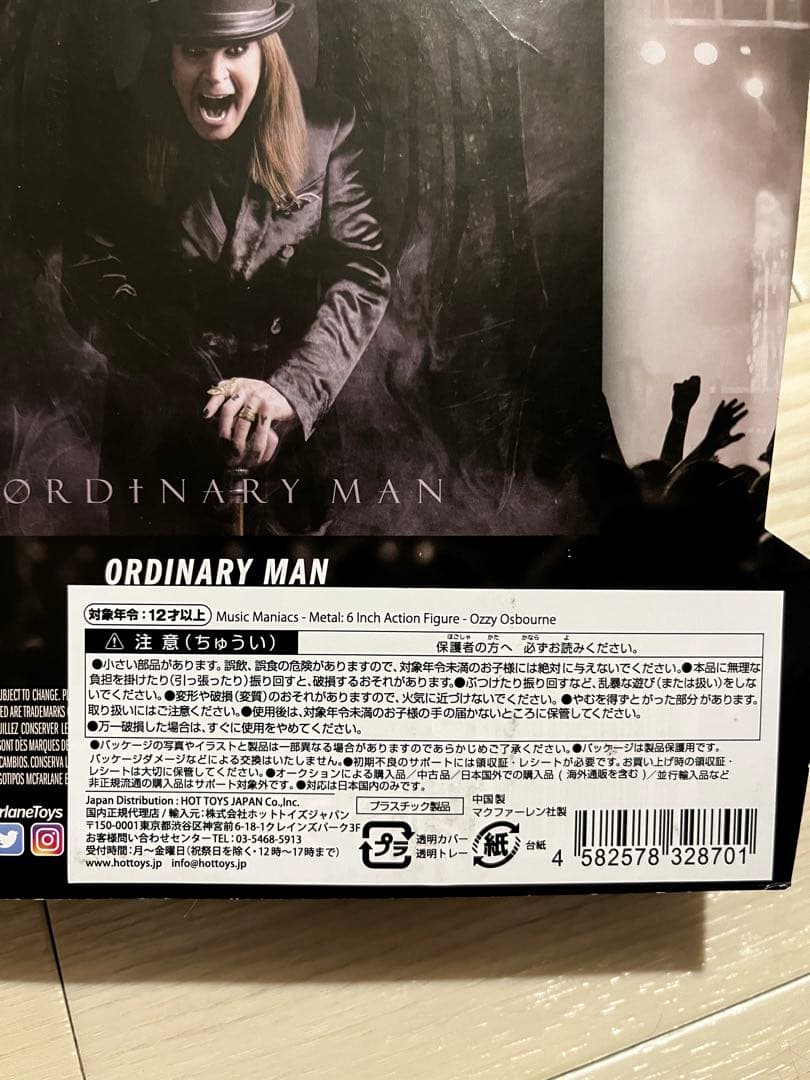 ORDINARY MAN
ORDINARY MAN
対象年令：12才以上 Music Maniacs - Metal: 6 Inch Action Figure - Ozzy Osbourne
⚠ 注意(ちゅうい) 保護者の方へ 必ずお読みください。
ほごしゃ かた かなら よ
●小さい部品があります。誤飲、誤食の危険がありますので、対象年令未満のお子様には絶対に与えないでください。●本品に無理な
負担を掛けたり(引っ張ったり)振り回すと、破損するおそれがあります。●ぶつけたり振り回すなど、乱暴な遊び(または扱い)をしな
いでください。●変形や破損(変質)のおそれがありますので、火気に近づけないでください。●やむを得ずとがった部分があります。
取り扱いにはご注意ください。●使用後は、対象年令未満のお子様の手の届かないところに保管してください。
●万一破損した場合は、すぐに使用をやめてください。
●パッケージの写真やイラストと製品は一部異なる場合がありますのであらかじめご了承ください。●パッケージは製品保護用です。
パッケージダメージなどによる交換はいたしません。●初期不良のサポートには領収証・レシートが必要です。お買い上げ時の領収証・
レシートは大切に保管してください。●オークションによる購入品／中古品／日本国外での購入品(海外通販を含む)／並行輸入品など
非正規流通の購入品はサポート対象外です。●対応は日本国内のみです。
Japan Distribution : HOT TOYS JAPAN Co.,Inc.
国内正規代理店／輸入元：株式会社ホットトイズジャパン
〒150-0001東京都渋谷区神宮前6-18-1クレインズパーク3F
お客様問い合わせセンターTEL：03-5468-5913
受付時間：月～金曜日(祝祭日を除く・12時～17時まで)
www.hottoys.jp info@hottoys.jp
プラスチック製品
中国製
マクファーレン社製
プラ
透明カバー
透明トレー
紙
台紙
4 582578 328701
UBJECT TO CHANGE.
ED ARE TRADEMARKS
UILLEZ CONSERVER
SONT DES MARQUES DE
CAMBIOS. CONSERVA
GOTIPOS MCFARLANE
rlaneToys